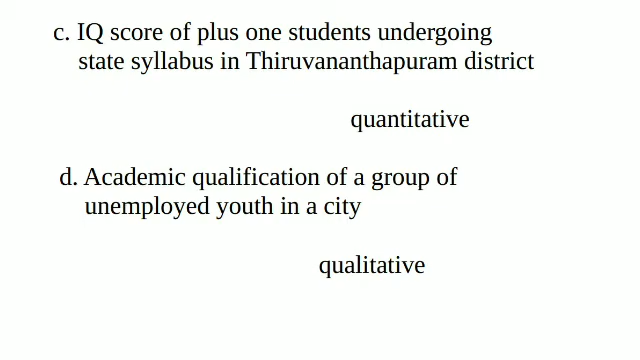 c. IQ score of plus one students undergoing
state syllabus in Thiruvananthapuram district
quantitative
d. Academic qualification of a group of
unemployed youth in a city
qualitative